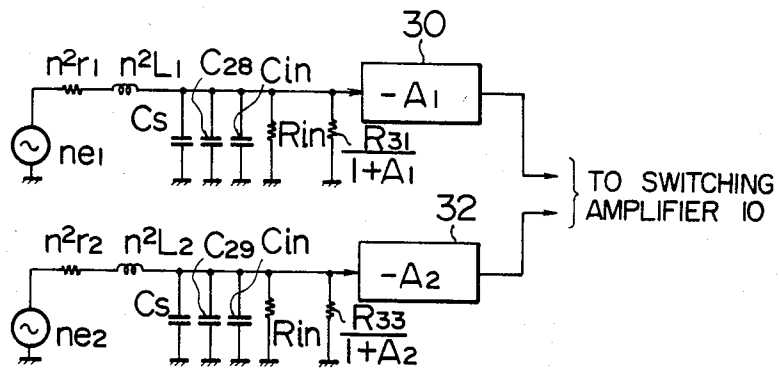 30
n²r₁ n²L₁ C₂₈ Cin
−A₁
Cs
Rin
R₃₁
1+A₁
ne₁
TO SWITCHING
AMPLIFIER 10
32
n²r₂ n²L₂ C₂₉ Cin
−A₂
Cs
Rin
R₃₃
1+A₂
ne₂